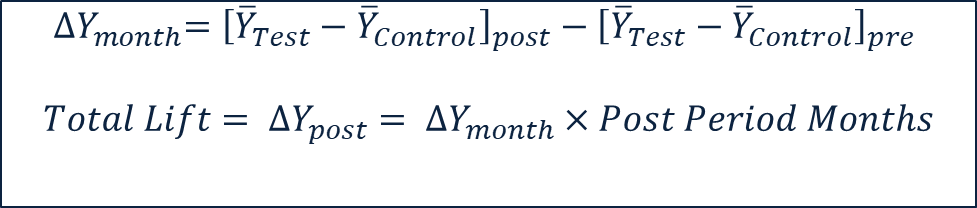 ΔY_month = [Ȳ_Test − Ȳ_Control]_post − [Ȳ_Test − Ȳ_Control]_pre
Total Lift = ΔY_post = ΔY_month × Post Period Months